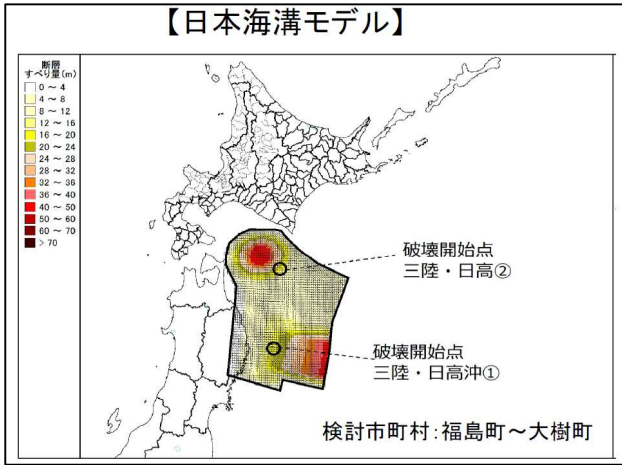 【日本海溝モデル】
断層
すべり量(m)
0 ～ 4
4 ～ 8
8 ～ 12
12 ～ 16
16 ～ 20
20 ～ 24
24 ～ 28
28 ～ 32
32 ～ 36
36 ～ 40
40 ～ 50
50 ～ 60
60 ～ 70
> 70
破壊開始点
三陸・日高②
破壊開始点
三陸・日高沖①
検討市町村:福島町～大樹町